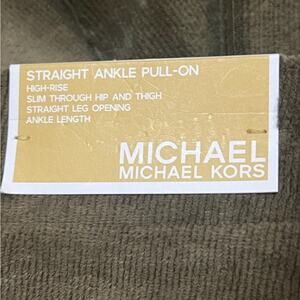 STRAIGHT ANKLE PULL-ON
HIGH-RISE
SLIM THROUGH HIP AND THIGH
STRAIGHT LEG OPENING
ANKLE LENGTH
MICHAEL
MICHAEL KORS